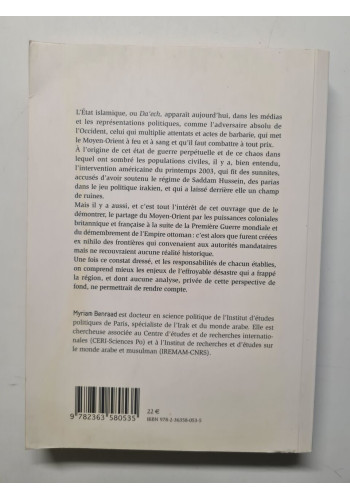 L'État islamique, ou Da'ech, apparaît aujourd'hui, dans les médias
et les représentations politiques, comme l'adversaire absolu de
l'Occident, celui qui multiplie attentats et actes de barbarie, qui met
le Moyen-Orient à feu et à sang et qu'il faut combattre à tout prix.
À l'origine de cet état de guerre perpétuelle et de ce chaos dans
lequel ont sombré les populations civiles, il y a, bien entendu,
l'intervention américaine du printemps 2003, qui fit des sunnites,
accusés d'avoir soutenu le régime de Saddam Hussein, des parias
dans le jeu politique irakien, et qui a laissé derrière elle un champ
de ruines.
Mais il y a aussi, et c'est tout l'intérêt de cet ouvrage que de le
démontrer, le partage du Moyen-Orient par les puissances coloniales
britannique et française à la suite de la Première Guerre mondiale et
du démembrement de l'Empire ottoman : c'est alors que furent créées
ex nihilo des frontières qui convenaient aux autorités mandataires
mais ne recouvraient aucune réalité historique.
Une fois ce constat dressé, et les responsabilités de chacun établies,
on comprend mieux les enjeux de l'effroyable désastre qui a frappé
la région, et dont aucune analyse, privée de cette perspective de
fond, ne permettrait de rendre compte.
Myriam Benraad est docteur en science politique de l'Institut d'études
politiques de Paris, spécialiste de l'Irak et du monde arabe. Elle est
chercheuse associée au Centre d'études et de recherches internatio-
nales (CERI-Sciences Po) et à l'Institut de recherches et d'études sur
le monde arabe et musulman (IREMAM-CNRS).
9 782363 580535
22 €
ISBN 978-2-36358-053-5